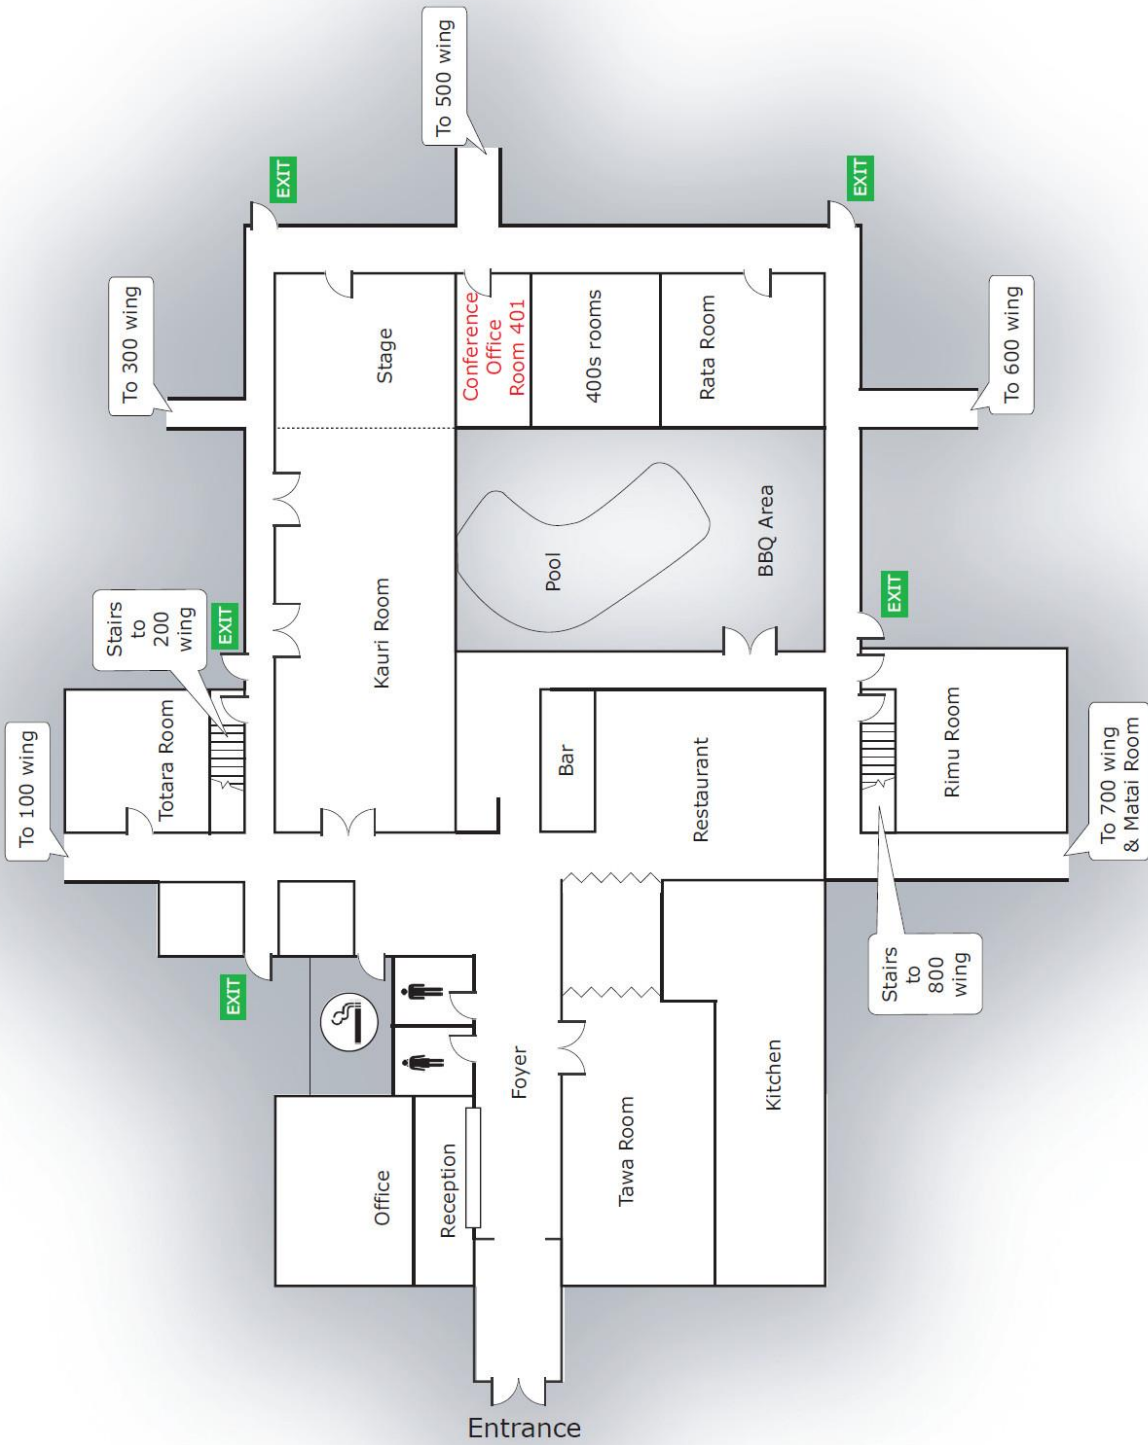 To 500 wing
EXIT
EXIT
To 300 wing
To 600 wing
Stage
Conference
Office
Room 401
400s rooms
Rata Room
Pool
BBQ Area
Kauri Room
Stairs
to
200
wing
EXIT
EXIT
Totara Room
To 100 wing
Bar
Restaurant
Rimu Room
To 700 wing
& Matai Room
Stairs
to
800
wing
EXIT
Foyer
Kitchen
Tawa Room
Office
Reception
Entrance